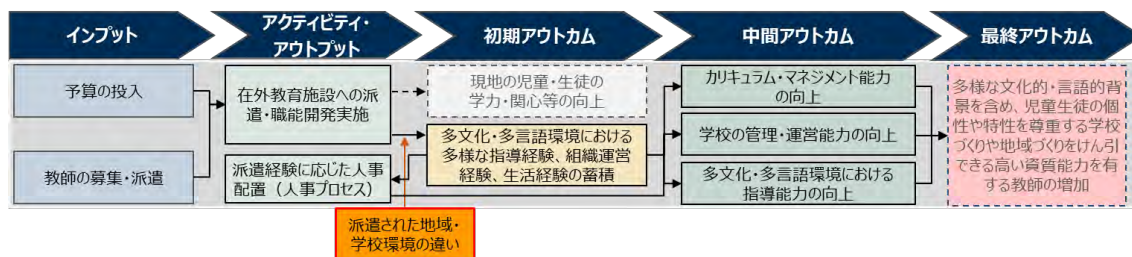 インプット
アクティビティ・
アウトプット
初期アウトカム
中間アウトカム
最終アウトカム
予算の投入
教師の募集・派遣
在外教育施設への派
遣・職能開発実施
派遣経験に応じた人事
配置（人事プロセス）
現地の児童・生徒の
学力・関心等の向上
多文化・多言語環境における
多様な指導経験、組織運営
経験、生活経験の蓄積
派遣された地域・
学校環境の違い
カリキュラム・マネジメント能力
の向上
学校の管理・運営能力の向上
多文化・多言語環境における
指導能力の向上
多様な文化的・言語的背
景を含め、児童生徒の個
性や特性を尊重する学校
づくりや地域づくりをけん引
できる高い資質能力を有
する教師の増加